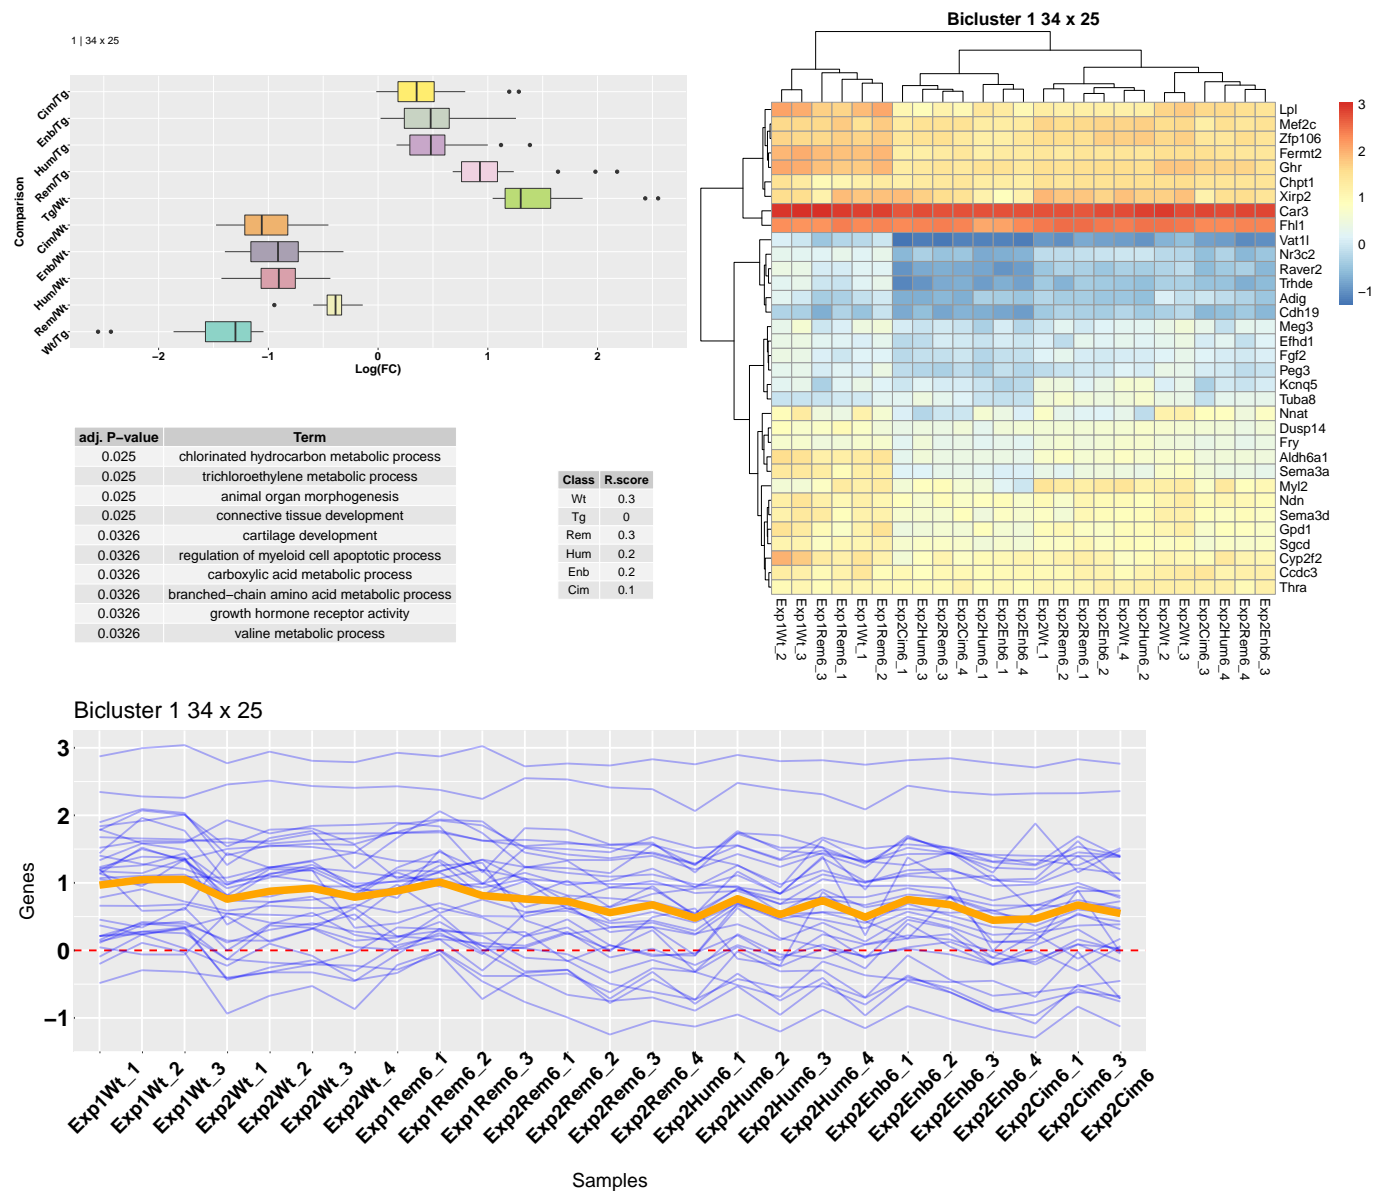 1 | 34 x 25
Comparison
Cim/Tg
Enb/Tg
Hum/Tg
Rem/Tg
Tg/Wt
Cim/Wt
Enb/Wt
Hum/Wt
Rem/Wt
Wt/Tg
−2 −1 0 1 2
Log(FC)
Bicluster 1 34 x 25
Lpl
Mef2c
Zfp106
Fermt2
Ghr
Chpt1
Xirp2
Car3
Fhl1
Vat1l
Nr3c2
Raver2
Trhde
Adig
Cdh19
Meg3
Efhd1
Fgf2
Peg3
Kcnq5
Tuba8
Nnat
Dusp14
Fry
Aldh6a1
Sema3a
Myl2
Ndn
Sema3d
Gpd1
Sgcd
Cyp2f2
Ccdc3
Thra
3
2
1
0
−1
Exp1Wt_2
Exp1Wt_3
Exp1Rem6_3
Exp1Rem6_1
Exp1Wt_1
Exp1Rem6_2
Exp2Cim6_1
Exp2Hum6_3
Exp2Rem6_3
Exp2Cim6_4
Exp2Hum6_1
Exp2Enb6_1
Exp2Enb6_4
Exp2Wt_1
Exp2Rem6_2
Exp2Rem6_1
Exp2Enb6_2
Exp2Wt_4
Exp2Hum6_2
Exp2Wt_2
Exp2Wt_3
Exp2Cim6_3
Exp2Hum6_4
Exp2Rem6_4
Exp2Enb6_3
adj. P−value Term
0.025 chlorinated hydrocarbon metabolic process
0.025 trichloroethylene metabolic process
0.025 animal organ morphogenesis
0.025 connective tissue development
0.0326 cartilage development
0.0326 regulation of myeloid cell apoptotic process
0.0326 carboxylic acid metabolic process
0.0326 branched−chain amino acid metabolic process
0.0326 growth hormone receptor activity
0.0326 valine metabolic process
Class R.score
Wt 0.3
Tg 0
Rem 0.3
Hum 0.2
Enb 0.2
Cim 0.1
Bicluster 1 34 x 25
Genes
3
2
1
0
−1
Exp1Wt_1
Exp1Wt_2
Exp1Wt_3
Exp2Wt_1
Exp2Wt_2
Exp2Wt_3
Exp2Wt_4
Exp1Rem6_1
Exp1Rem6_2
Exp1Rem6_3
Exp2Rem6_1
Exp2Rem6_2
Exp2Rem6_3
Exp2Rem6_4
Exp2Hum6_1
Exp2Hum6_2
Exp2Hum6_3
Exp2Hum6_4
Exp2Enb6_1
Exp2Enb6_2
Exp2Enb6_3
Exp2Enb6_4
Exp2Cim6_1
Exp2Cim6_3
Exp2Cim6
Samples